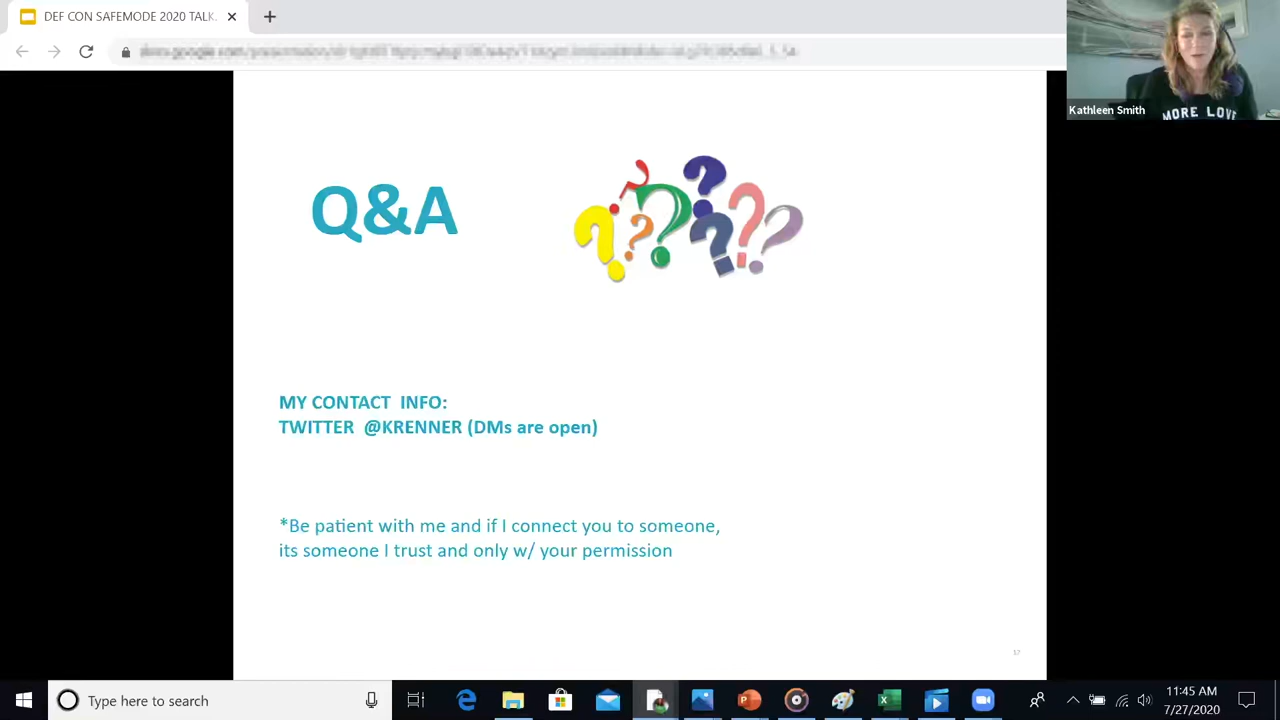 DEF CON SAFEMODE 2020 TALK.
Kathleen Smith
MORE LOVE
Q&A
MY CONTACT  INFO:
TWITTER  @KRENNER (DMs are open)
*Be patient with me and if I connect you to someone,
its someone I trust and only w/ your permission
17
Type here to search
11:45 AM
7/27/2020